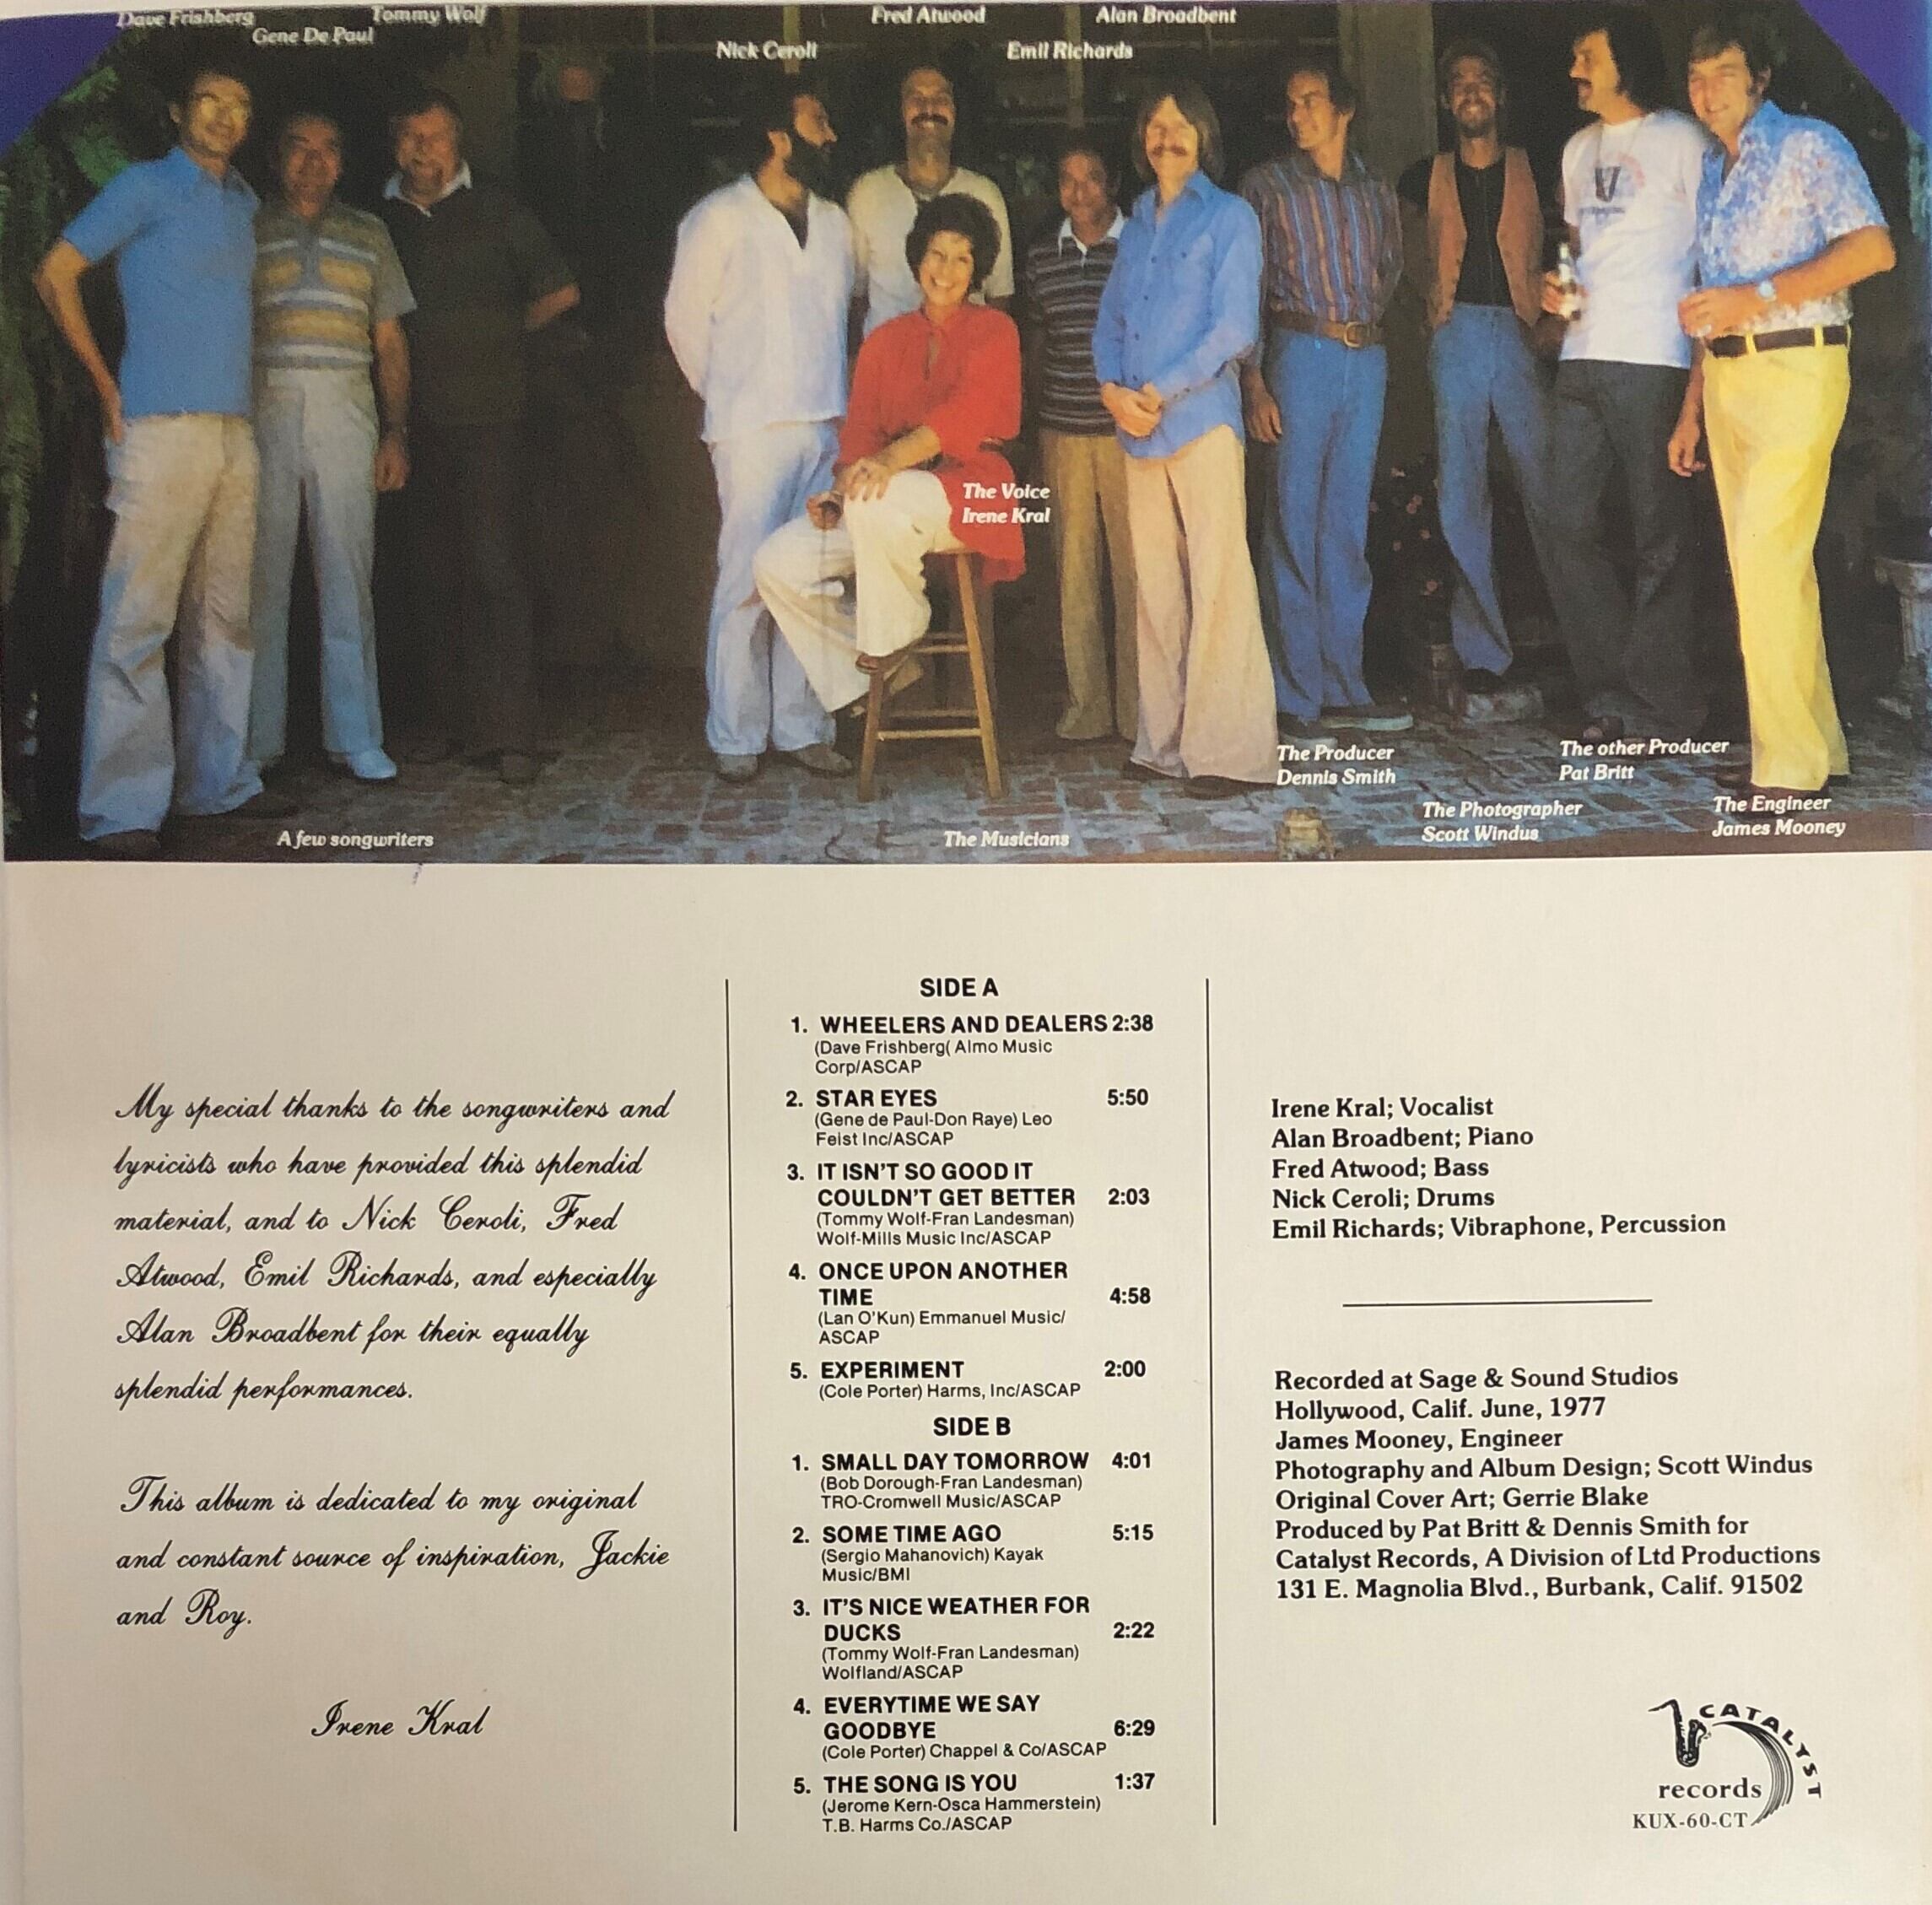 Dave Frishberg
Tommy Wolf
Gene De Paul
Fred Atwood
Alan Broadbent
Nick Ceroli
Emil Richards
The Voice
Irene Kral
The Producer
Dennis Smith
The other Producer
Pat Britt
The Photographer
Scott Windus
The Engineer
James Mooney
A few songwriters
The Musicians
My special thanks to the songwriters and
lyricists who have provided this splendid
material, and to Nick Ceroli, Fred
Atwood, Emil Richards, and especially
Alan Broadbent for their equally
splendid performances.
This album is dedicated to my original
and constant source of inspiration, Jackie
and Roy.
Irene Kral
SIDE A
1. WHEELERS AND DEALERS 2:38
(Dave Frishberg( Almo Music
Corp/ASCAP
2. STAR EYES 5:50
(Gene de Paul-Don Raye) Leo
Feist Inc/ASCAP
3. IT ISN'T SO GOOD IT
COULDN'T GET BETTER 2:03
(Tommy Wolf-Fran Landesman)
Wolf-Mills Music Inc/ASCAP
4. ONCE UPON ANOTHER
TIME 4:58
(Lan O'Kun) Emmanuel Music/
ASCAP
5. EXPERIMENT 2:00
(Cole Porter) Harms, Inc/ASCAP
SIDE B
1. SMALL DAY TOMORROW 4:01
(Bob Dorough-Fran Landesman)
TRO-Cromwell Music/ASCAP
2. SOME TIME AGO 5:15
(Sergio Mahanovich) Kayak
Music/BMI
3. IT'S NICE WEATHER FOR
DUCKS 2:22
(Tommy Wolf-Fran Landesman)
Wolfland/ASCAP
4. EVERYTIME WE SAY
GOODBYE 6:29
(Cole Porter) Chappel & Co/ASCAP
5. THE SONG IS YOU 1:37
(Jerome Kern-Osca Hammerstein)
T.B. Harms Co./ASCAP
Irene Kral; Vocalist
Alan Broadbent; Piano
Fred Atwood; Bass
Nick Ceroli; Drums
Emil Richards; Vibraphone, Percussion
Recorded at Sage & Sound Studios
Hollywood, Calif. June, 1977
James Mooney, Engineer
Photography and Album Design; Scott Windus
Original Cover Art; Gerrie Blake
Produced by Pat Britt & Dennis Smith for
Catalyst Records, A Division of Ltd Productions
131 E. Magnolia Blvd., Burbank, Calif. 91502
CATALYST
records
KUX-60-CT